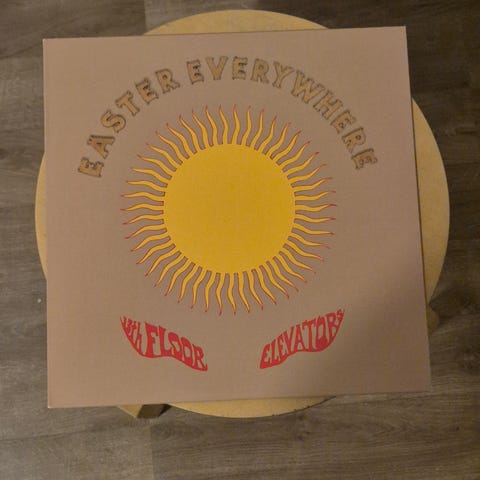 EASTER EVERYWHERE
13th FLOOR ELEVATORS